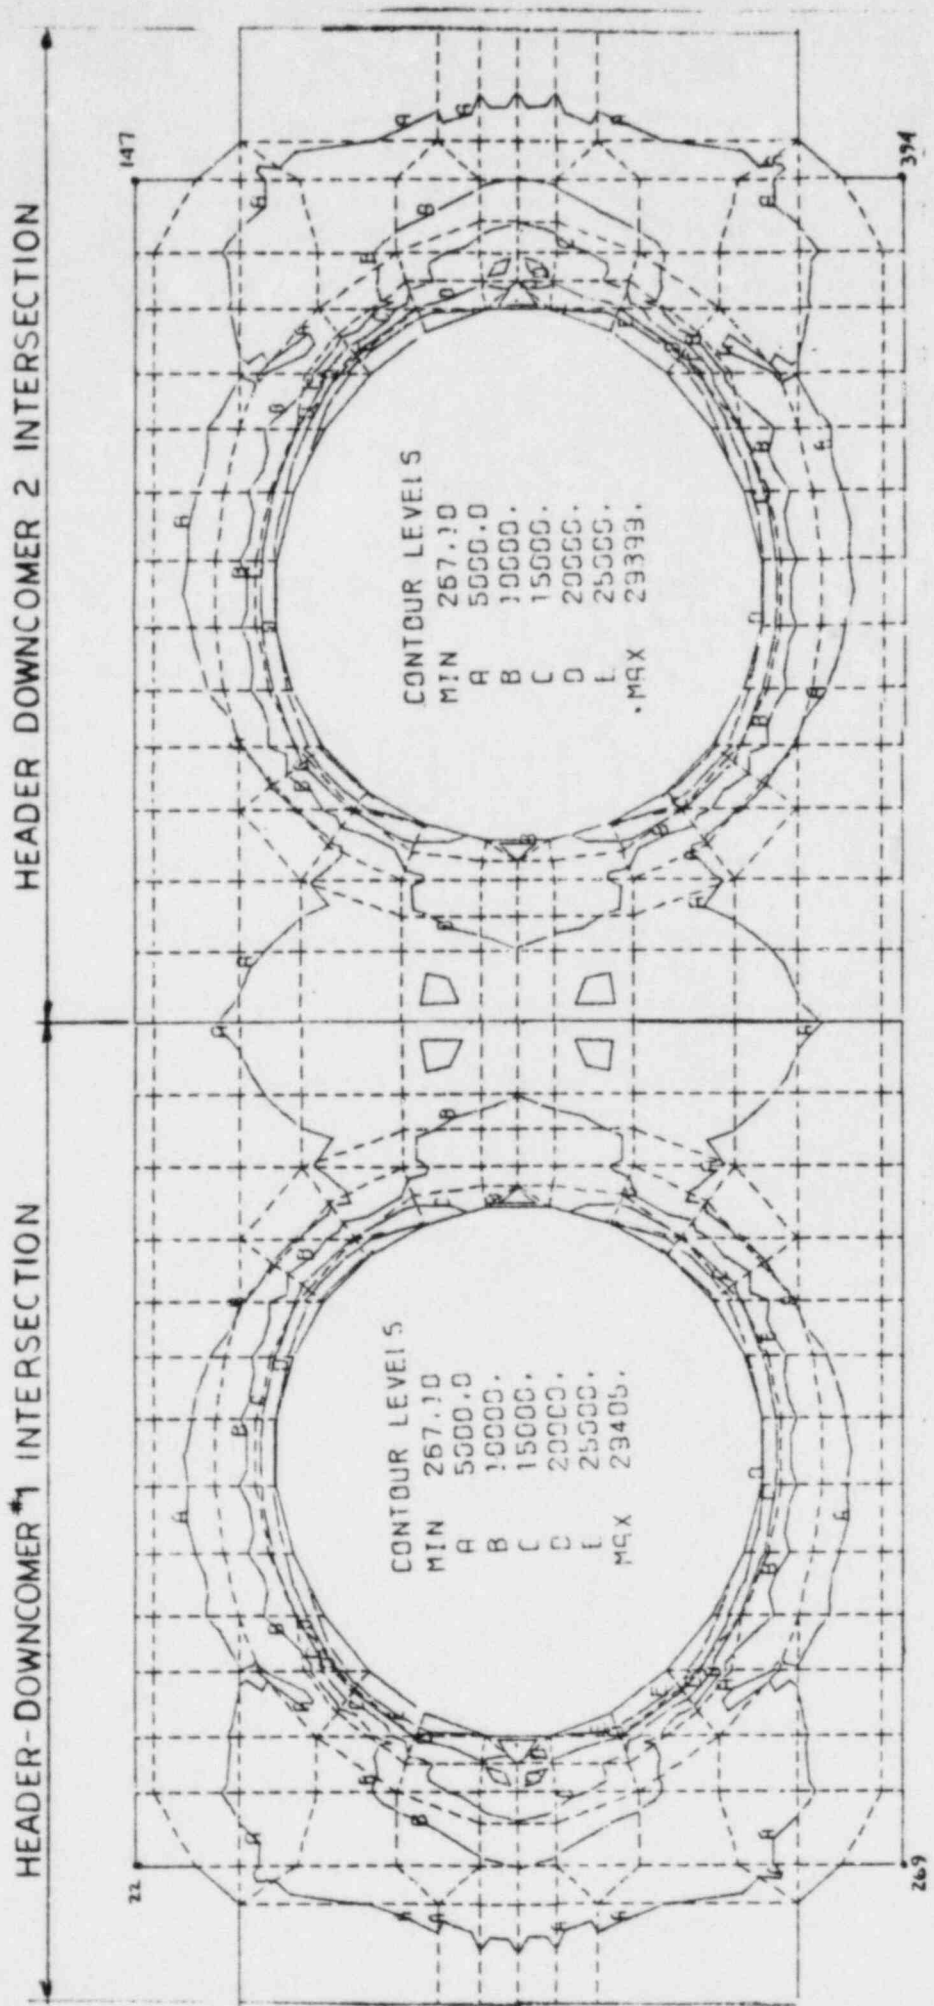 HEADER-DOWNCOMER #1 INTERSECTION
HEADER DOWNCOMER 2 INTERSECTION
22
147
CONTOUR LEVELS
MIN 267.10
A 5000.0
B 10000.
C 15000.
D 20000.
E 25000.
MAX 29405.
CONTOUR LEVELS
MIN 267.10
A 5000.0
B 10000.
C 15000.
D 20000.
E 25000.
.MAX 29399.
269
394